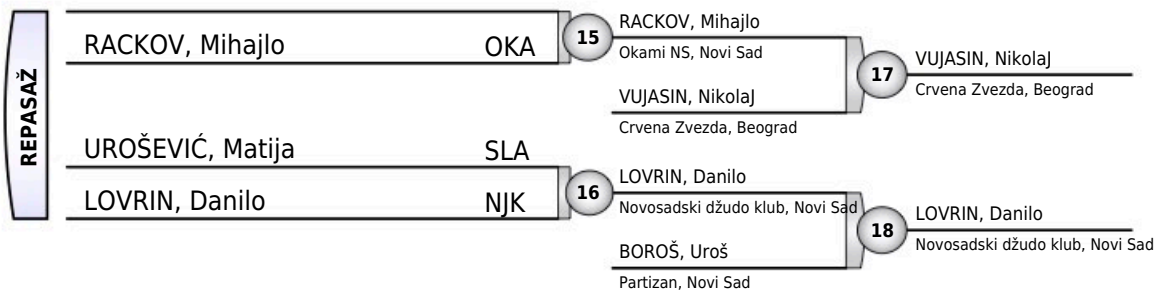 REPASAŽ
RACKOV, Mihajlo OKA
UROŠEVIĆ, Matija SLA
LOVRIN, Danilo NJK
15
RACKOV, Mihajlo
Okami NS, Novi Sad
VUJASIN, NikolaJ
Crvena Zvezda, Beograd
16
LOVRIN, Danilo
Novosadski džudo klub, Novi Sad
BOROŠ, Uroš
Partizan, Novi Sad
17
VUJASIN, NikolaJ
Crvena Zvezda, Beograd
18
LOVRIN, Danilo
Novosadski džudo klub, Novi Sad